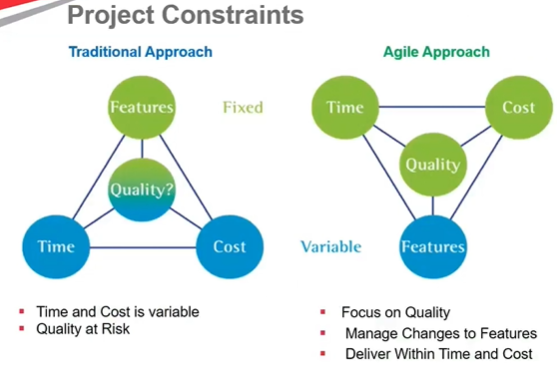 Project Constraints
Traditional Approach
Agile Approach
Features
Fixed
Time
Cost
Quality?
Quality
Time
Cost
Variable
Features
Time and Cost is variable
Quality at Risk
Focus on Quality
Manage Changes to Features
Deliver Within Time and Cost